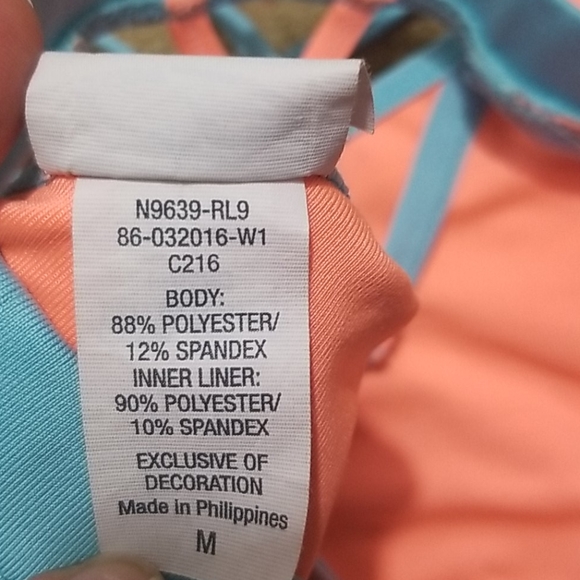 N9639-RL9
86-032016-W1
C216
BODY:
88% POLYESTER/
12% SPANDEX
INNER LINER:
90% POLYESTER/
10% SPANDEX
EXCLUSIVE OF
DECORATION
Made in Philippines
M